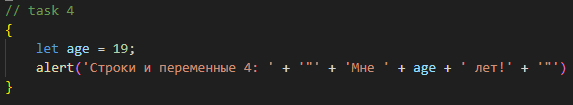 // task 4
{
let age = 19;
alert('Строки и переменные 4: ' + '"' + 'Мне ' + age + ' лет!' + '"')
}